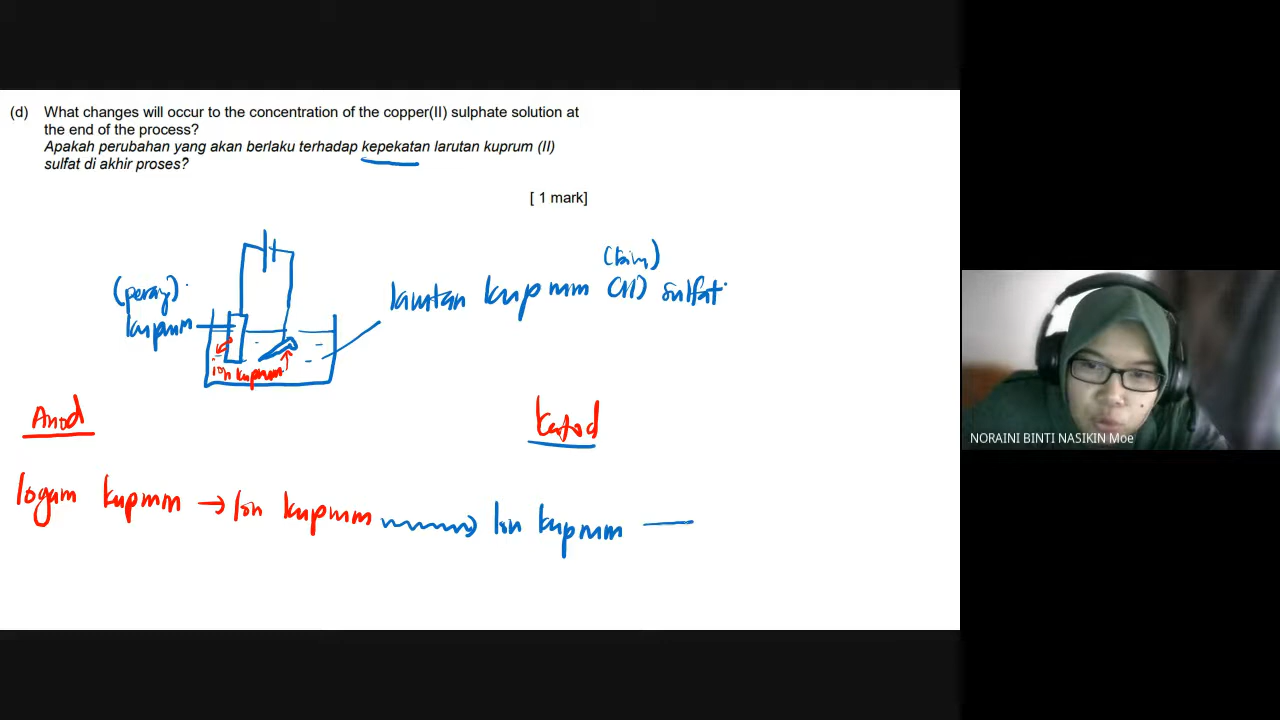 (d) What changes will occur to the concentration of the copper(II) sulphate solution at
the end of the process?
Apakah perubahan yang akan berlaku terhadap kepekatan larutan kuprum (II)
sulfat di akhir proses?
[ 1 mark]
(biru)
larutan kuprum (II) sulfat
(perang)
kuprum
ion kuprum
Anod
Katod
logam kuprum → Ion kuprum → Ion kuprum —
NORAINI BINTI NASIKIN Moe